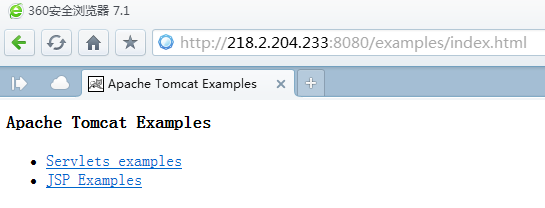 360安全浏览器 7.1
http://218.2.204.233:8080/examples/index.html
Apache Tomcat Examples
Apache Tomcat Examples
Servlets examples
JSP Examples